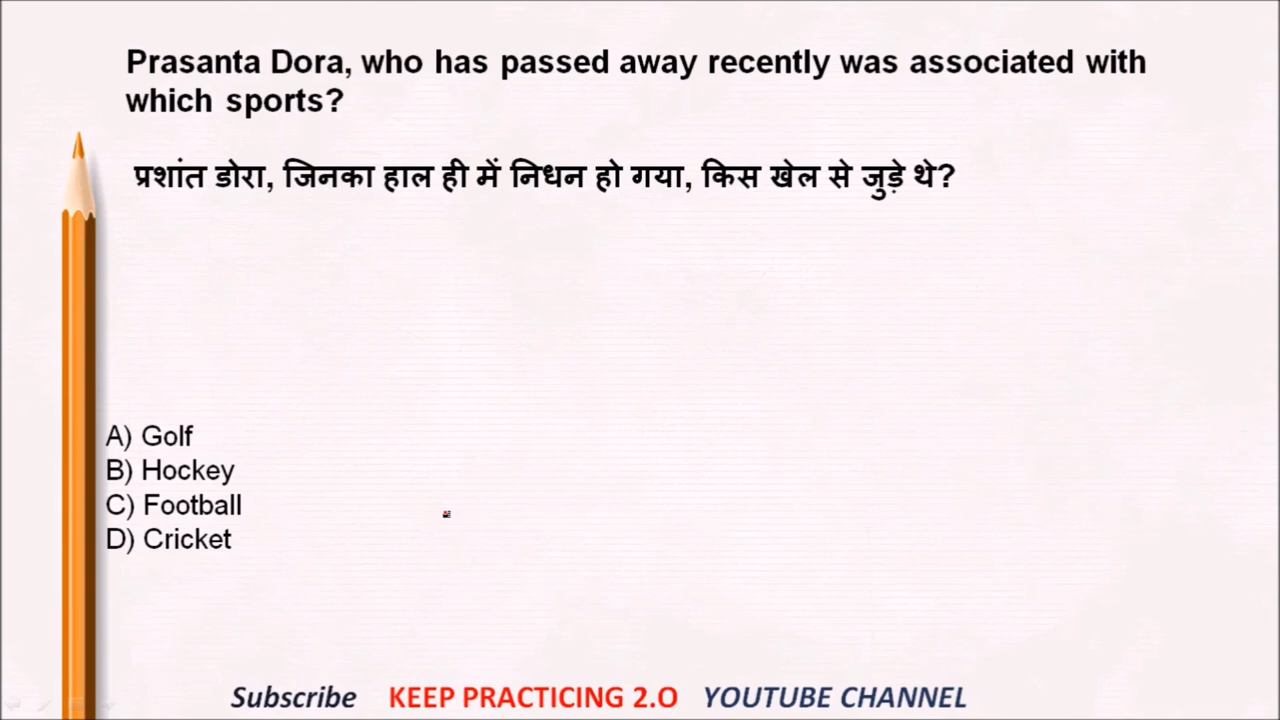 Prasanta Dora, who has passed away recently was associated with
which sports?
प्रशांत डोरा, जिनका हाल ही में निधन हो गया, किस खेल से जुड़े थे?
A) Golf
B) Hockey
C) Football
D) Cricket
Subscribe KEEP PRACTICING 2.O YOUTUBE CHANNEL